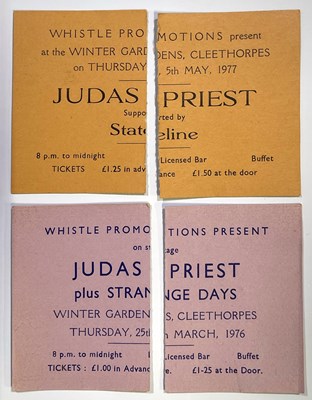 WHISTLE PROMOTIONS present
at the WINTER GARDENS, CLEETHORPES
on THURSDAY, 5th MAY, 1977
JUDAS PRIEST
Supported by
Stateline
8 p.m. to midnight Licensed Bar Buffet
TICKETS £1.25 in advance £1.50 at the door.
WHISTLE PROMOTIONS PRESENT
on stage
JUDAS PRIEST
plus STRANGE DAYS
WINTER GARDENS, CLEETHORPES
THURSDAY, 25th MARCH, 1976
8 p.m. to midnight Licensed Bar Buffet
TICKETS : £1.00 in Advance. £1-25 at the Door.